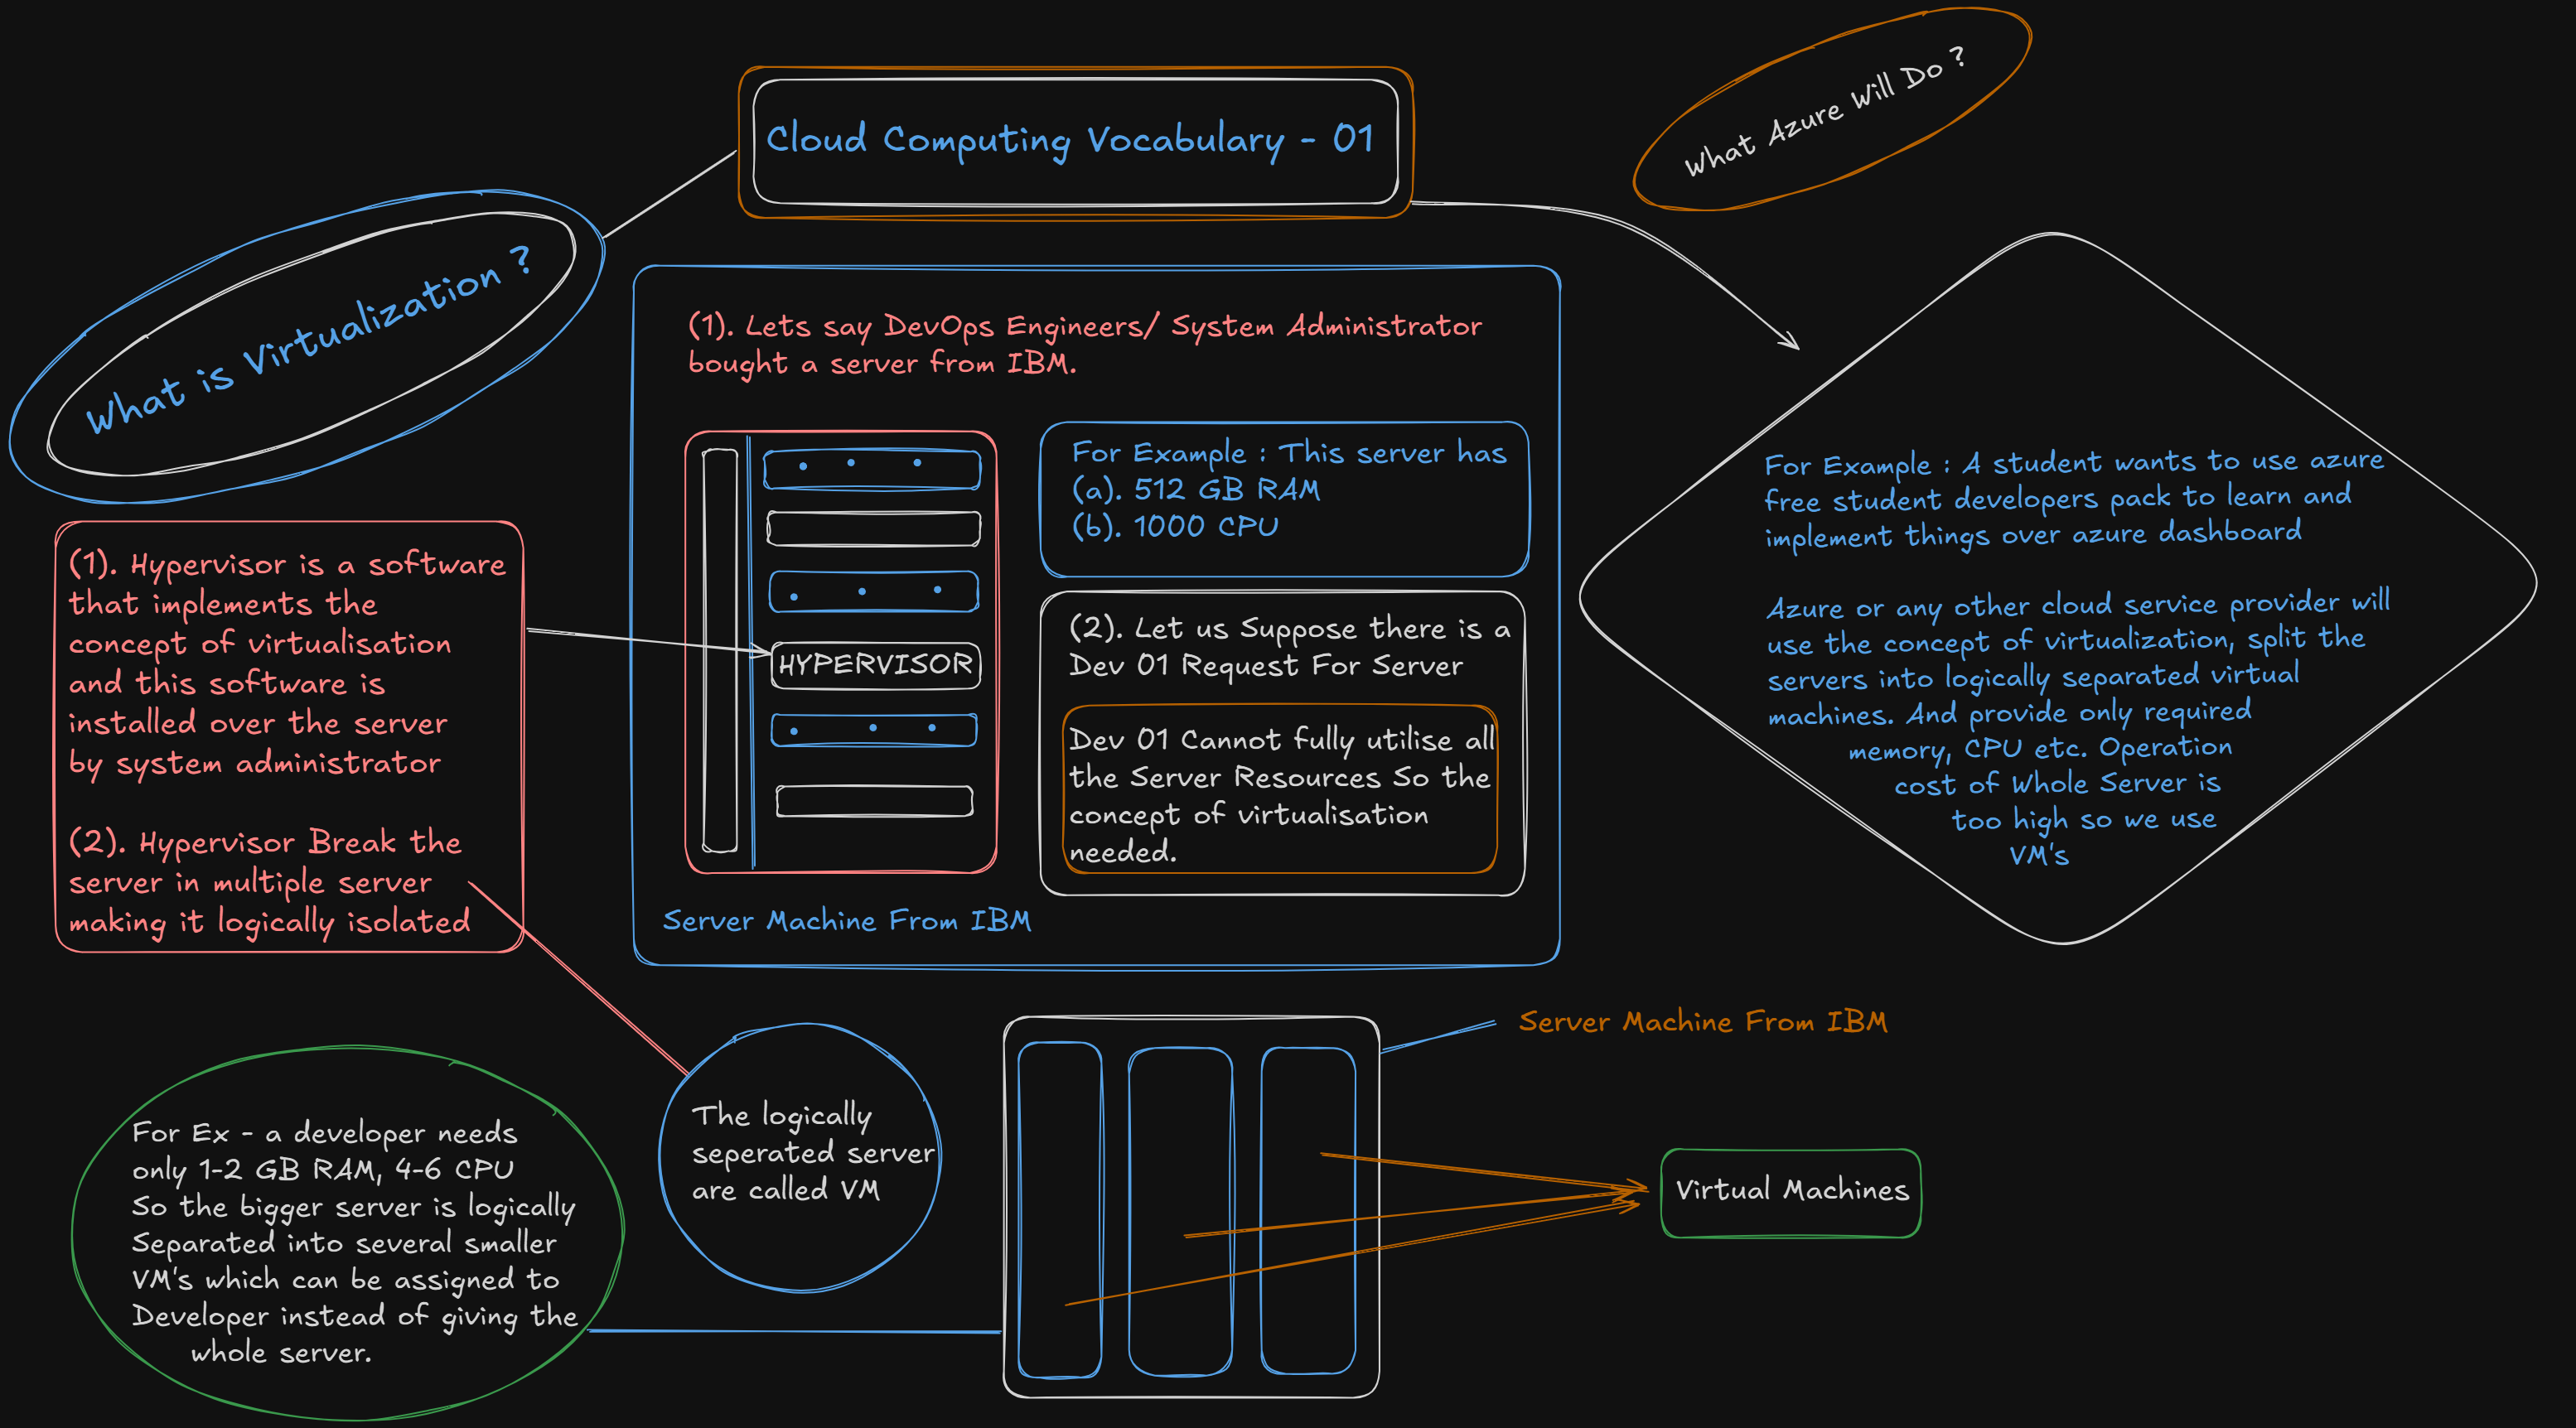 Cloud Computing Vocabulary - 01
What Azure Will Do ?
What is Virtualization ?
(1). Hypervisor is a software
that implements the
concept of virtualisation
and this software is
installed over the server
by system administrator
(2). Hypervisor Break the
server in multiple server
making it logically isolated
(1). Lets say DevOps Engineers/ System Administrator
bought a server from IBM.
HYPERVISOR
For Example : This server has
(a). 512 GB RAM
(b). 1000 CPU
(2). Let us Suppose there is a
Dev 01 Request For Server
Dev 01 Cannot fully utilise all
the Server Resources So the
concept of virtualisation
needed.
Server Machine From IBM
For Example : A student wants to use azure
free student developers pack to learn and
implement things over azure dashboard
Azure or any other cloud service provider will
use the concept of virtualization, split the
servers into logically separated virtual
machines. And provide only required
memory, CPU etc. Operation
cost of Whole Server is
too high so we use
VM's
For Ex - a developer needs
only 1-2 GB RAM, 4-6 CPU
So the bigger server is logically
Separated into several smaller
VM's which can be assigned to
Developer instead of giving the
whole server.
The logically
seperated server
are called VM
Server Machine From IBM
Virtual Machines